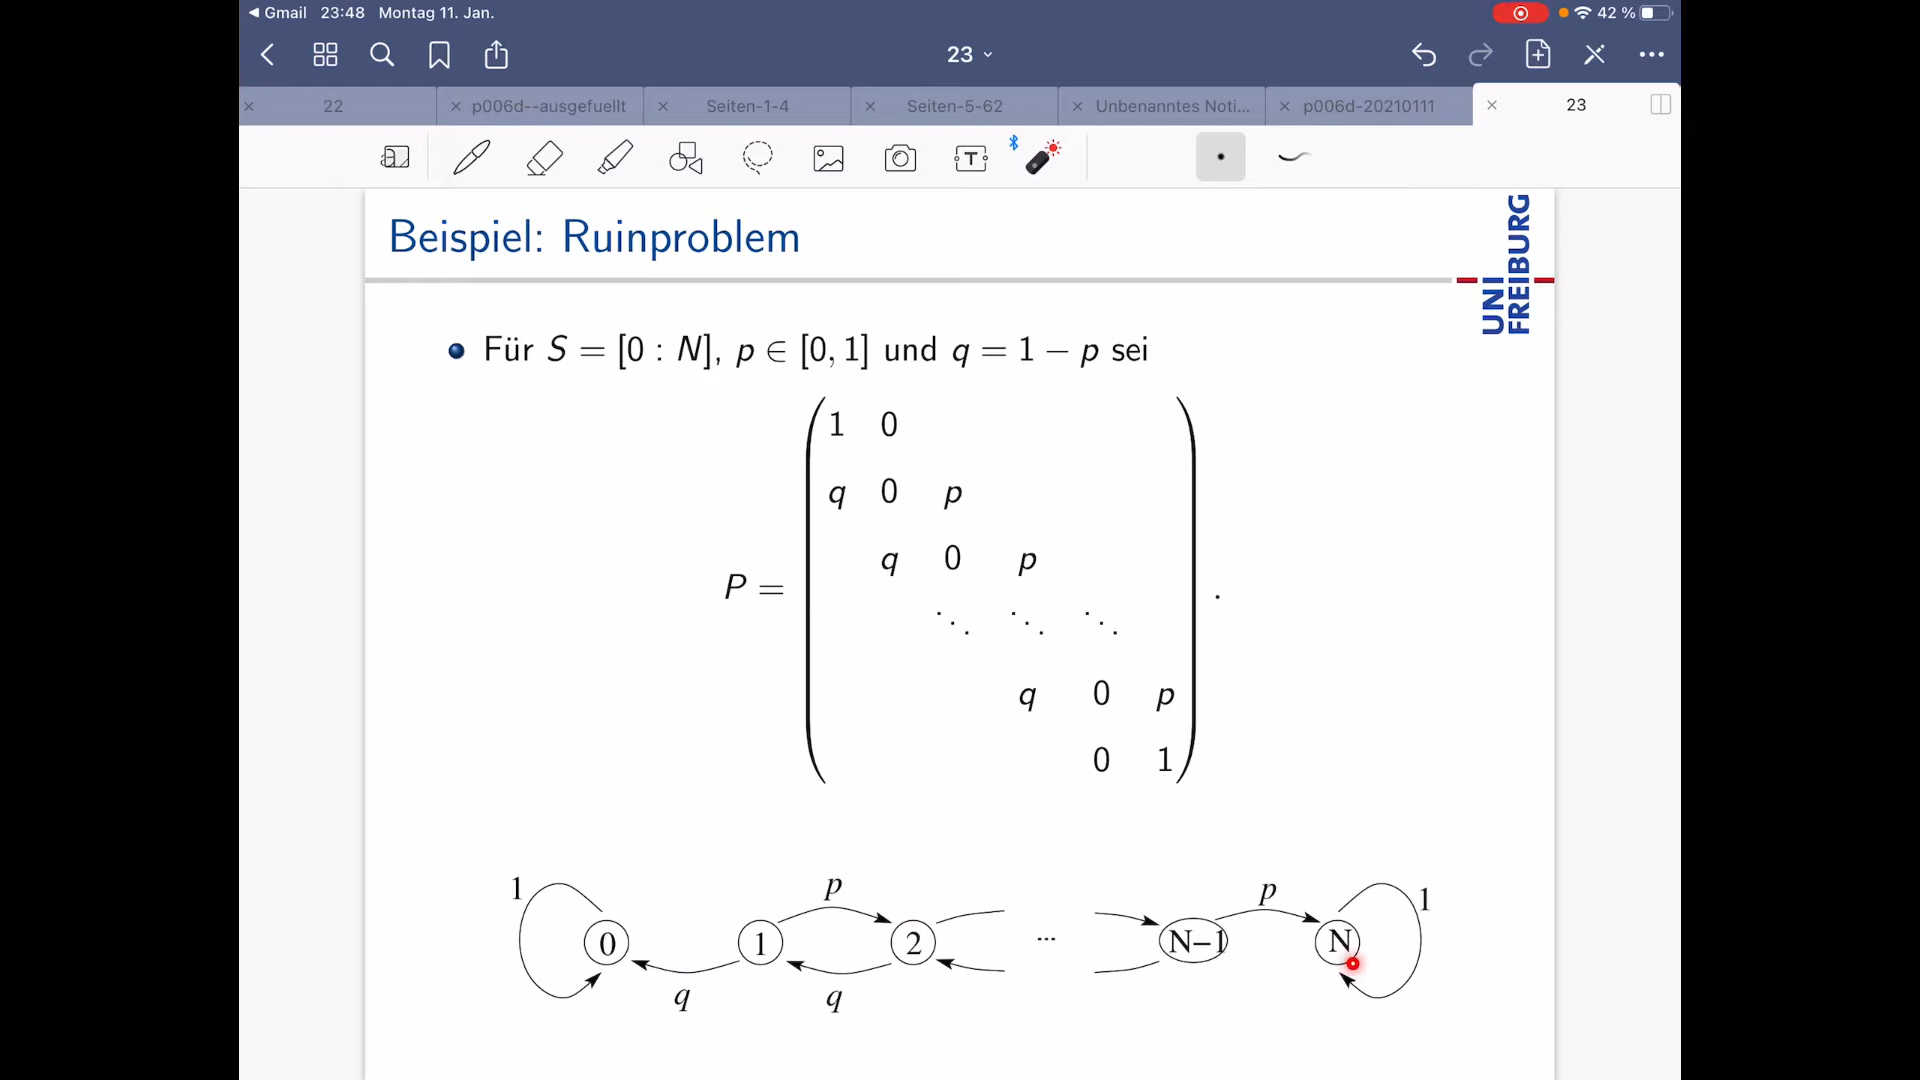 Gmail 23:48 Montag 11. Jan. 42 %
23
22 p006d--ausgefuellt Seiten-1-4 Seiten-5-62 Unbenanntes Noti... p006d-20210111 23
Beispiel: Ruinproblem
UNI
FREIBURG
Für S = [0 : N], p ∈ [0, 1] und q = 1 − p sei
1 0
q 0 p
q 0 p
P =
⋱ ⋱ ⋱
.
q 0 p
0 1
1 p p 1
0 1 2 ... N−1 N
q q